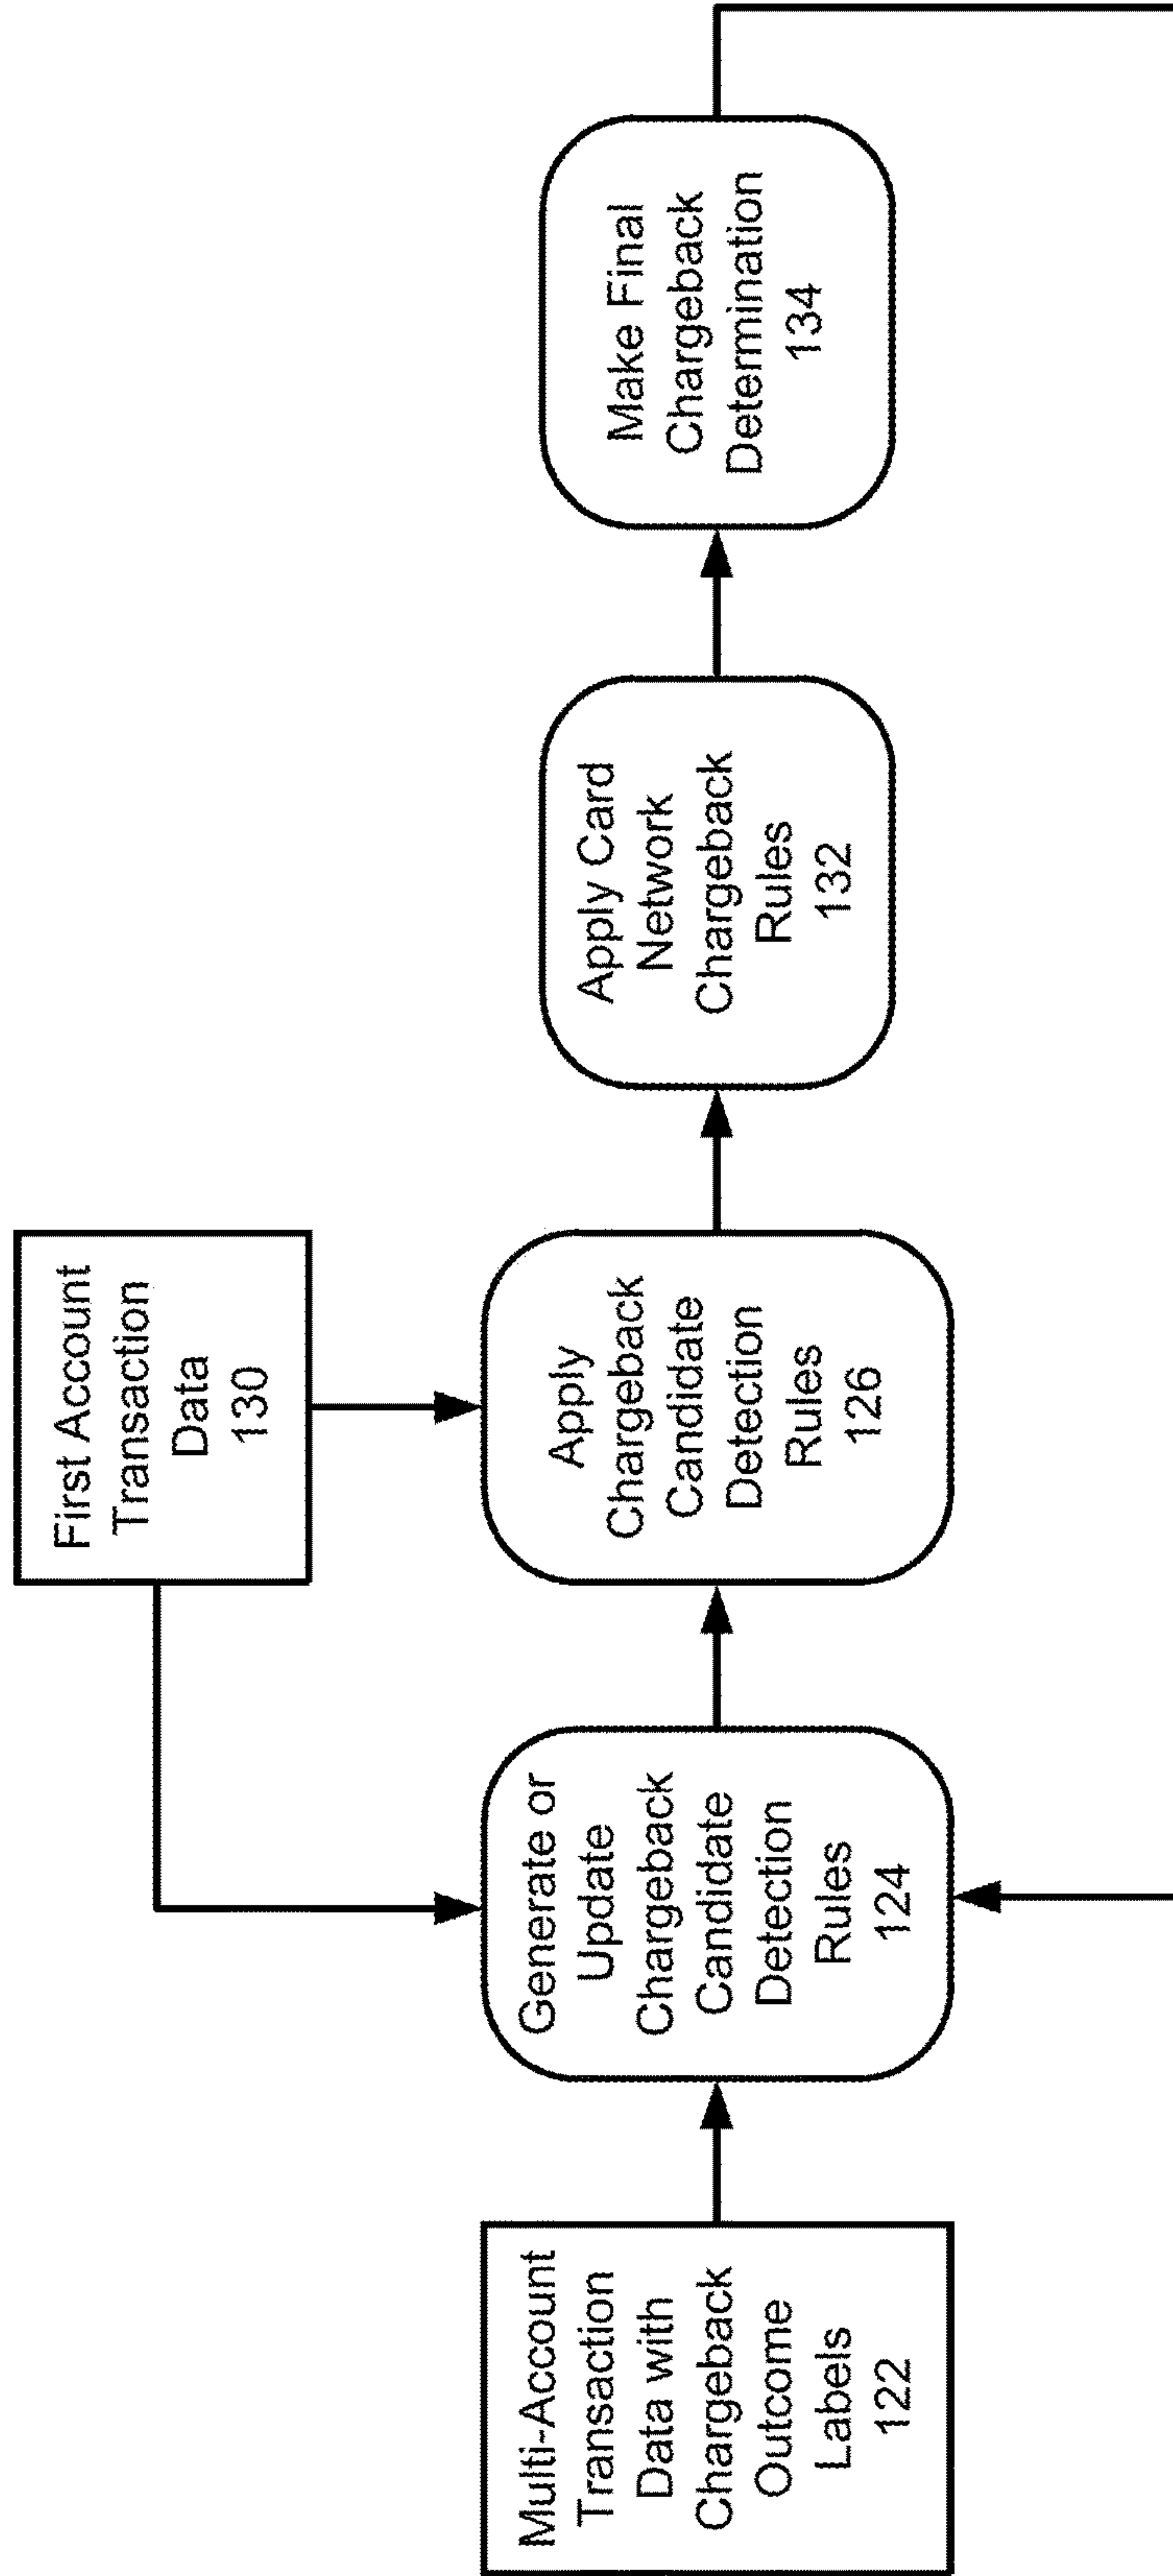 First Account
Transaction
Data
130
Multi-Account
Transaction
Data with
Chargeback
Outcome
Labels
122
Generate or
Update
Chargeback
Candidate
Detection
Rules
124
Apply
Chargeback
Candidate
Detection
Rules
126
Apply Card
Network
Chargeback
Rules
132
Make Final
Chargeback
Determination
134